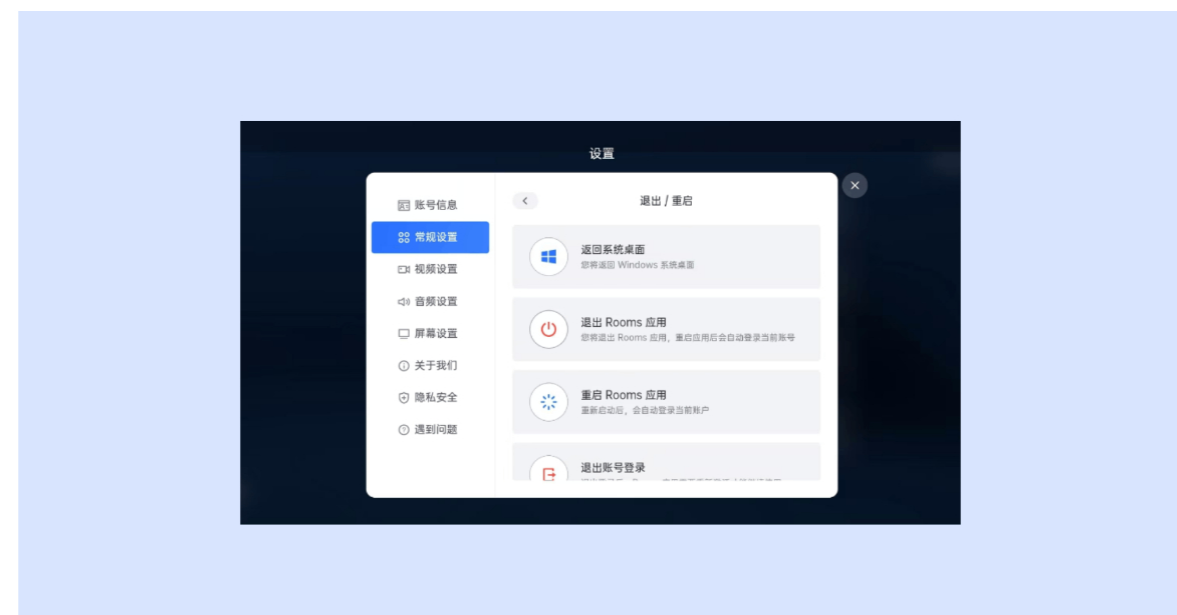 设置
账号信息
常规设置
视频设置
音频设置
屏幕设置
关于我们
隐私安全
遇到问题
退出 / 重启
返回系统桌面
您将返回 Windows 系统桌面
退出 Rooms 应用
您将退出 Rooms 应用，重启应用后会自动登录当前账号
重启 Rooms 应用
重新启动后，会自动登录当前账户
退出账号登录